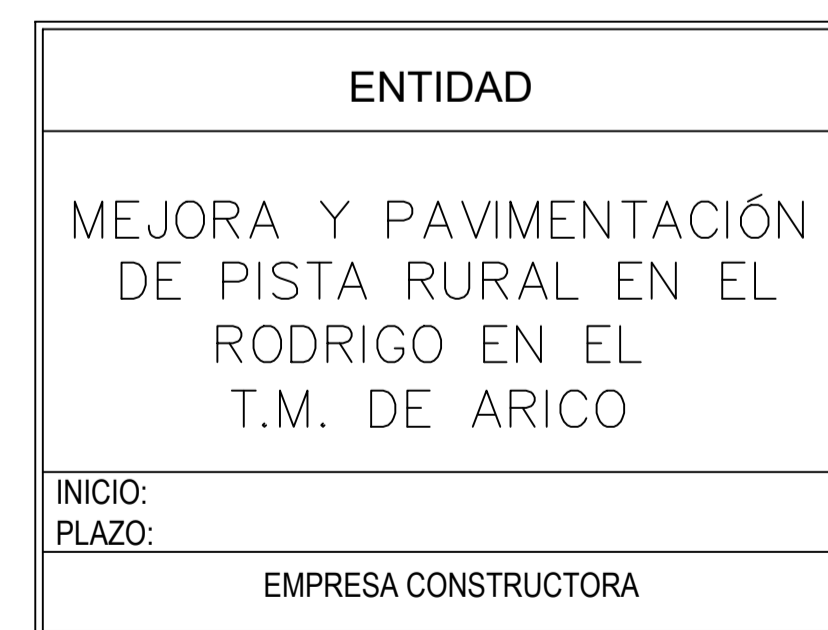 ENTIDAD
MEJORA Y PAVIMENTACIÓN
DE PISTA RURAL EN EL
RODRIGO EN EL
T.M. DE ARICO
INICIO:
PLAZO:
EMPRESA CONSTRUCTORA